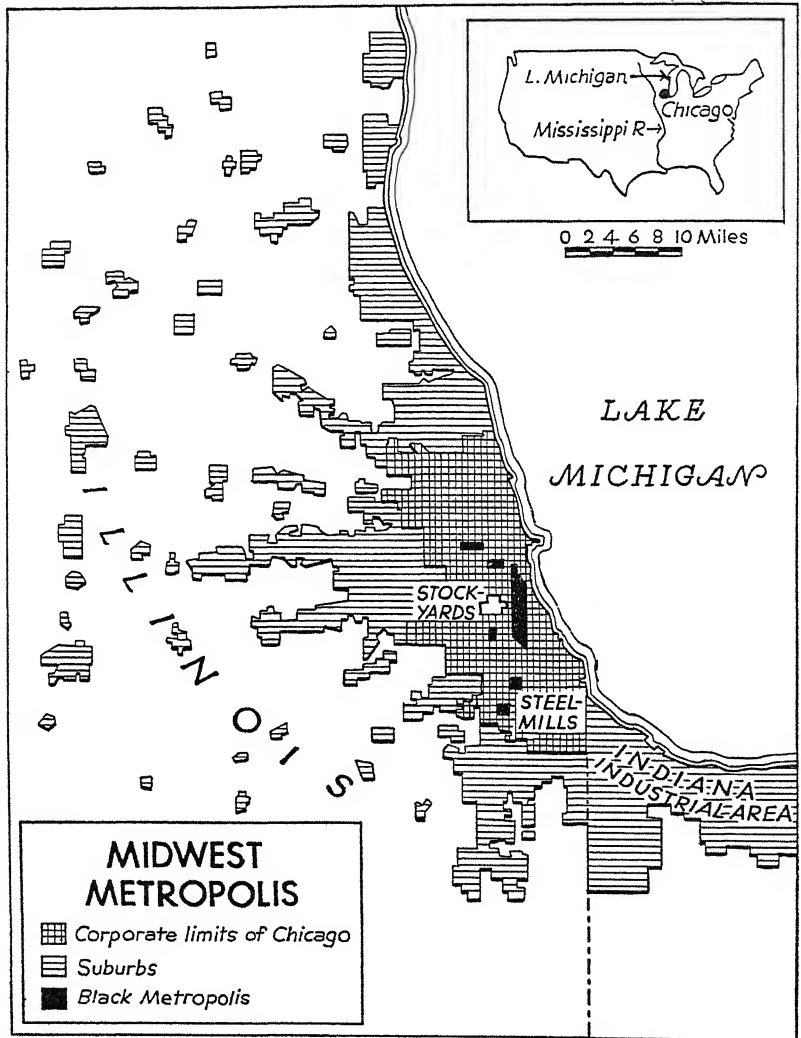 L. Michigan
Chicago
Mississippi R
0 2 4 6 8 10 Miles
LAKE
MICHIGAN
ILLINOIS
STOCK-
YARDS
STEEL-
MILLS
INDIANA
INDUSTRIAL AREA
MIDWEST
METROPOLIS
Corporate limits of Chicago
Suburbs
Black Metropolis